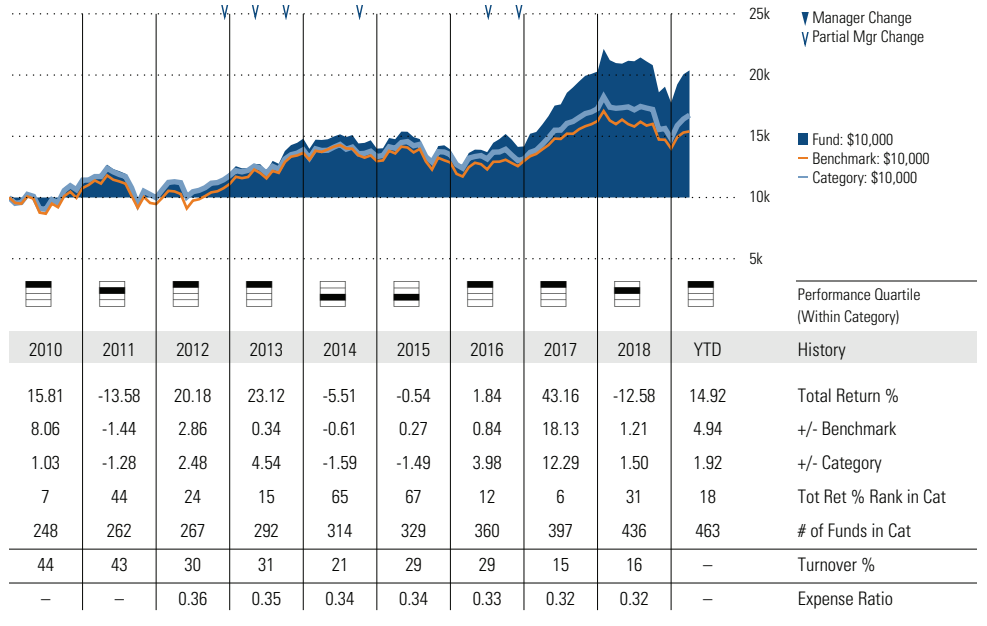 25k
Manager Change
Partial Mgr Change
20k
15k
Fund: $10,000
Benchmark: $10,000
Category: $10,000
10k
5k
Performance Quartile
(Within Category)
2010 2011 2012 2013 2014 2015 2016 2017 2018 YTD History
15.81 -13.58 20.18 23.12 -5.51 -0.54 1.84 43.16 -12.58 14.92 Total Return %
8.06 -1.44 2.86 0.34 -0.61 0.27 0.84 18.13 1.21 4.94 +/- Benchmark
1.03 -1.28 2.48 4.54 -1.59 -1.49 3.98 12.29 1.50 1.92 +/- Category
7 44 24 15 65 67 12 6 31 18 Tot Ret % Rank in Cat
248 262 267 292 314 329 360 397 436 463 # of Funds in Cat
44 43 30 31 21 29 29 15 16 – Turnover %
– – 0.36 0.35 0.34 0.34 0.33 0.32 0.32 – Expense Ratio